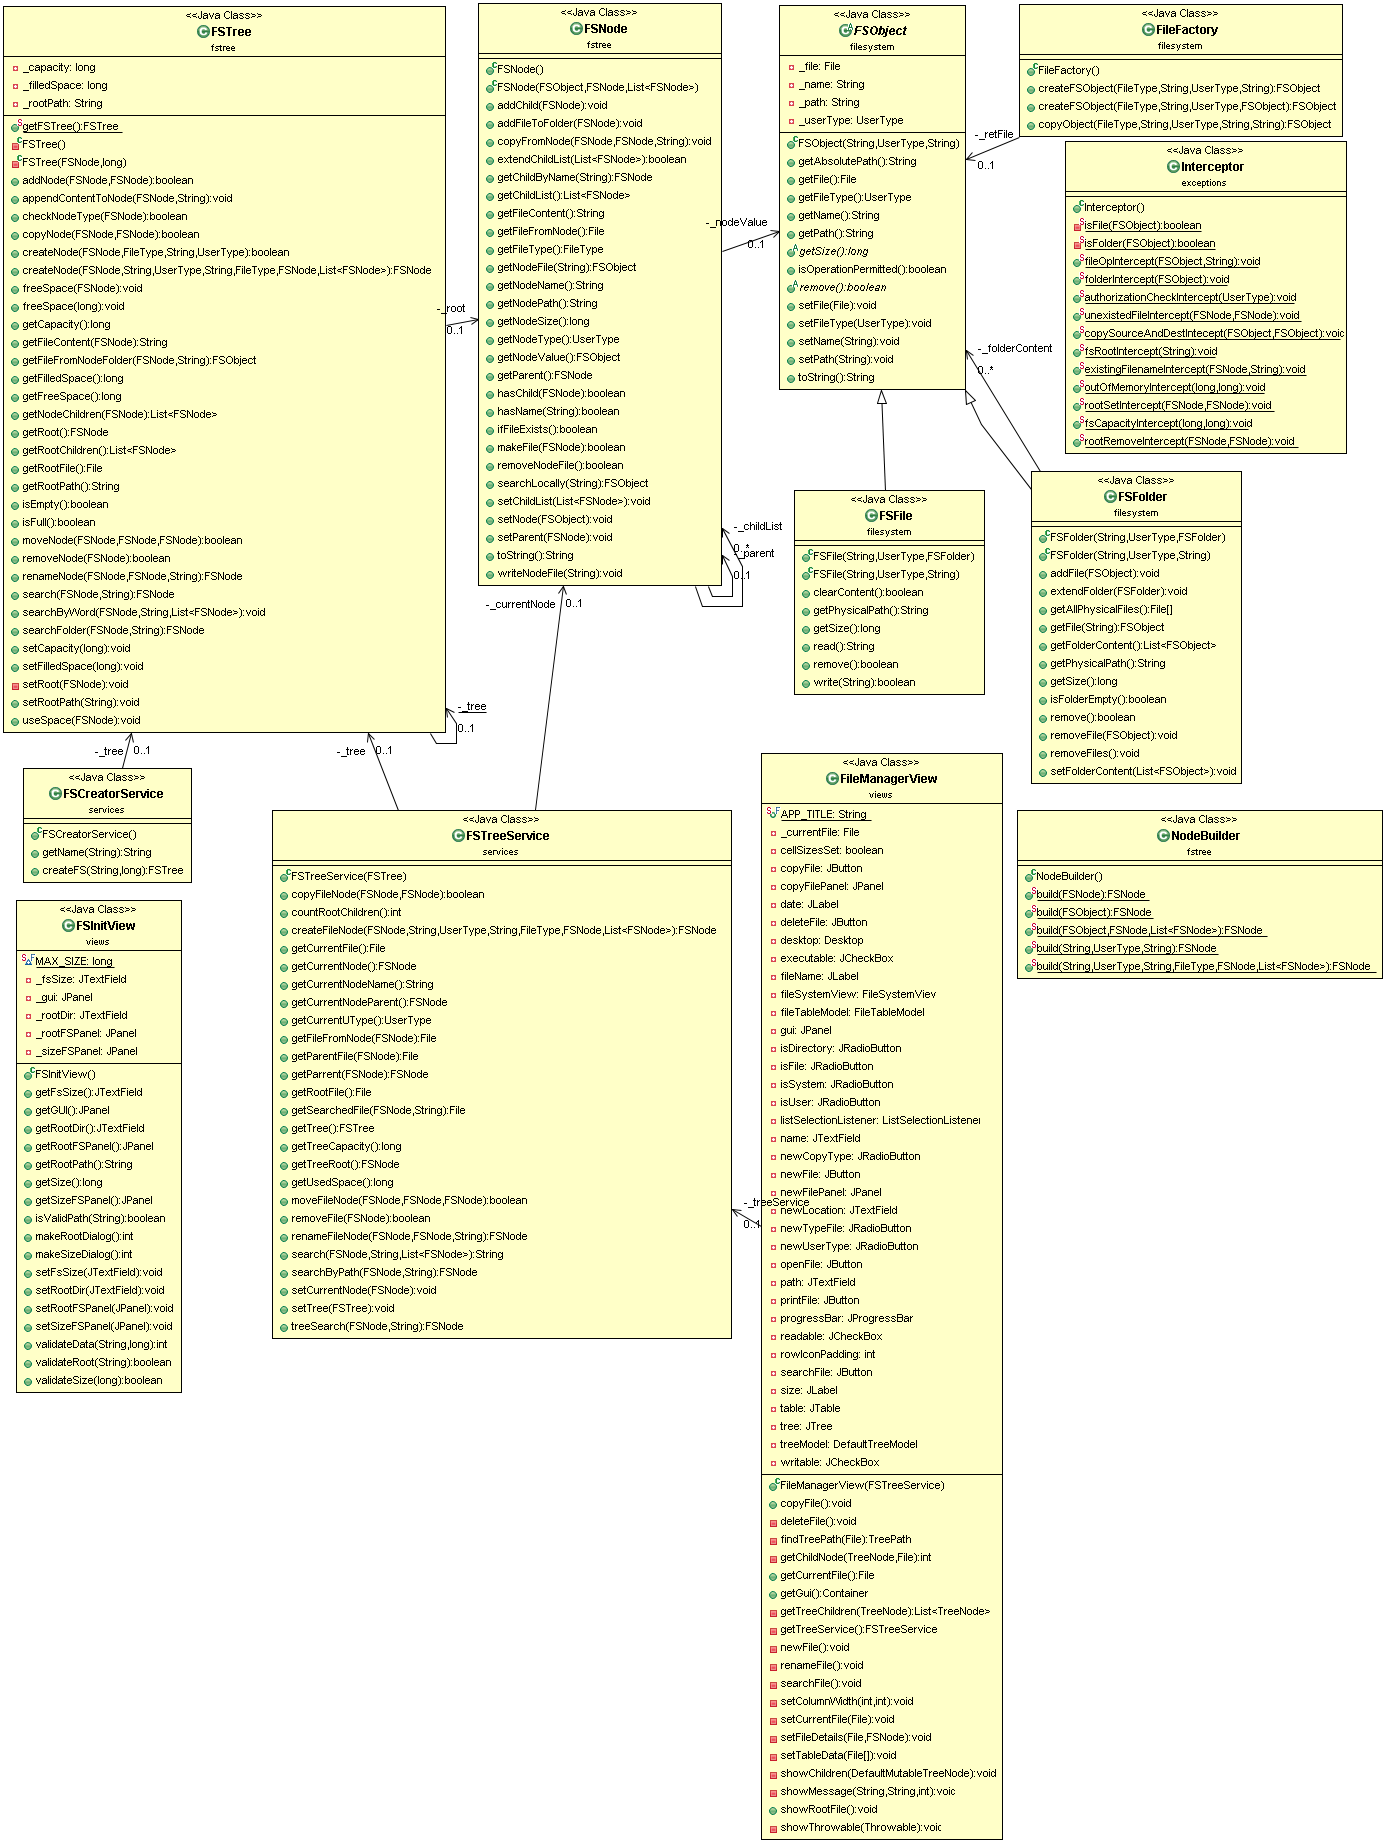 <<Java Class>>
FSTree
fstree
_capacity: long
_filledSpace: long
_rootPath: String
getFSTree():FSTree
FSTree()
FSTree(FSNode,long)
addNode(FSNode,FSNode):boolean
appendContentToNode(FSNode,String):void
checkNodeType(FSNode):boolean
copyNode(FSNode,FSNode):boolean
createNode(FSNode,FileType,String,UserType):boolean
createNode(FSNode,String,UserType,String,FileType,FSNode,List<FSNode>):FSNode
freeSpace(FSNode):void
freeSpace(long):void
getCapacity():long
getFileContent(FSNode):String
getFileFromNodeFolder(FSNode,String):FSObject
getFilledSpace():long
getFreeSpace():long
getNodeChildren(FSNode):List<FSNode>
getRoot():FSNode
getRootChildren():List<FSNode>
getRootFile():File
getRootPath():String
isEmpty():boolean
isFull():boolean
moveNode(FSNode,FSNode,FSNode):boolean
removeNode(FSNode):boolean
renameNode(FSNode,FSNode,String):FSNode
search(FSNode,String):FSNode
searchByWord(FSNode,String,List<FSNode>):void
searchFolder(FSNode,String):FSNode
setCapacity(long):void
setFilledSpace(long):void
setRoot(FSNode):void
setRootPath(String):void
useSpace(FSNode):void
-_root
0..1
-_tree
0..1
<<Java Class>>
FSNode
fstree
FSNode()
FSNode(FSObject,FSNode,List<FSNode>)
addChild(FSNode):void
addFileToFolder(FSNode):void
copyFromNode(FSNode,FSNode,String):void
extendChildList(List<FSNode>):boolean
getChildByName(String):FSNode
getChildList():List<FSNode>
getFileContent():String
getFileFromNode():File
getFileType():FileType
getNodeFile(String):FSObject
getNodeName():String
getNodePath():String
getNodeSize():long
getNodeType():UserType
getNodeValue():FSObject
getParent():FSNode
hasChild(FSNode):boolean
hasName(String):boolean
ifFileExists():boolean
makeFile(FSNode):boolean
removeNodeFile():boolean
searchLocally(String):FSObject
setChildList(List<FSNode>):void
setNode(FSObject):void
setParent(FSNode):void
toString():String
writeNodeFile(String):void
-_nodeValue
0..1
-_childList
0..*
-_parent
0..1
-_currentNode
0..1
<<Java Class>>
FSObject
filesystem
_file: File
_name: String
_path: String
_userType: UserType
FSObject(String,UserType,String)
getAbsolutePath():String
getFile():File
getFileType():UserType
getName():String
getPath():String
getSize():long
isOperationPermitted():boolean
remove():boolean
setFile(File):void
setFileType(UserType):void
setName(String):void
setPath(String):void
toString():String
-_retFile
0..1
-_folderContent
0..*
<<Java Class>>
FileFactory
filesystem
FileFactory()
createFSObject(FileType,String,UserType,String):FSObject
createFSObject(FileType,String,UserType,FSObject):FSObject
copyObject(FileType,String,UserType,String,String):FSObject
<<Java Class>>
Interceptor
exceptions
Interceptor()
isFile(FSObject):boolean
isFolder(FSObject):boolean
fileOpIntercept(FSObject,String):void
folderIntercept(FSObject):void
authorizationCheckIntercept(UserType):void
unexistedFileIntercept(FSNode,FSNode):void
copySourceAndDestIntecept(FSObject,FSObject):void
fsRootIntercept(String):void
existingFilenameIntercept(FSNode,String):void
outOfMemoryIntercept(long,long):void
rootSetIntercept(FSNode,FSNode):void
fsCapacityIntercept(long,long):void
rootRemoveIntercept(FSNode,FSNode):void
<<Java Class>>
FSFile
filesystem
FSFile(String,UserType,FSFolder)
FSFile(String,UserType,String)
clearContent():boolean
getPhysicalPath():String
getSize():long
read():String
remove():boolean
write(String):boolean
<<Java Class>>
FSFolder
filesystem
FSFolder(String,UserType,FSFolder)
FSFolder(String,UserType,String)
addFile(FSObject):void
extendFolder(FSFolder):void
getAllPhysicalFiles():File[]
getFile(String):FSObject
getFolderContent():List<FSObject>
getPhysicalPath():String
getSize():long
isFolderEmpty():boolean
remove():boolean
removeFile(FSObject):void
removeFiles():void
setFolderContent(List<FSObject>):void
-_tree
0..1
-_tree
0..1
<<Java Class>>
FSCreatorService
services
FSCreatorService()
getName(String):String
createFS(String,long):FSTree
<<Java Class>>
FSInitView
views
MAX_SIZE: long
_fsSize: JTextField
_gui: JPanel
_rootDir: JTextField
_rootFSPanel: JPanel
_sizeFSPanel: JPanel
FSInitView()
getFsSize():JTextField
getGUI():JPanel
getRootDir():JTextField
getRootFSPanel():JPanel
getRootPath():String
getSize():long
getSizeFSPanel():JPanel
isValidPath(String):boolean
makeRootDialog():int
makeSizeDialog():int
setFsSize(JTextField):void
setRootDir(JTextField):void
setRootFSPanel(JPanel):void
setSizeFSPanel(JPanel):void
validateData(String,long):int
validateRoot(String):boolean
validateSize(long):boolean
<<Java Class>>
FSTreeService
services
FSTreeService(FSTree)
copyFileNode(FSNode,FSNode):boolean
countRootChildren():int
createFileNode(FSNode,String,UserType,String,FileType,FSNode,List<FSNode>):FSNode
getCurrentFile():File
getCurrentNode():FSNode
getCurrentNodeName():String
getCurrentNodeParent():FSNode
getCurrentUType():UserType
getFileFromNode(FSNode):File
getParentFile(FSNode):File
getParrent(FSNode):FSNode
getRootFile():File
getSearchedFile(FSNode,String):File
getTree():FSTree
getTreeCapacity():long
getTreeRoot():FSNode
getUsedSpace():long
moveFileNode(FSNode,FSNode,FSNode):boolean
removeFile(FSNode):boolean
renameFileNode(FSNode,FSNode,String):FSNode
search(FSNode,String,List<FSNode>):String
searchByPath(FSNode,String):FSNode
setCurrentNode(FSNode):void
setTree(FSTree):void
treeSearch(FSNode,String):FSNode
-_treeService
0..1
<<Java Class>>
FileManagerView
views
APP_TITLE: String
_currentFile: File
cellSizesSet: boolean
copyFile: JButton
copyFilePanel: JPanel
date: JLabel
deleteFile: JButton
desktop: Desktop
executable: JCheckBox
fileName: JLabel
fileSystemView: FileSystemView
fileTableModel: FileTableModel
gui: JPanel
isDirectory: JRadioButton
isFile: JRadioButton
isSystem: JRadioButton
isUser: JRadioButton
listSelectionListener: ListSelectionListener
name: JTextField
newCopyType: JRadioButton
newFile: JButton
newFilePanel: JPanel
newLocation: JTextField
newTypeFile: JRadioButton
newUserType: JRadioButton
openFile: JButton
path: JTextField
printFile: JButton
progressBar: JProgressBar
readable: JCheckBox
rowIconPadding: int
searchFile: JButton
size: JLabel
table: JTable
tree: JTree
treeModel: DefaultTreeModel
writable: JCheckBox
FileManagerView(FSTreeService)
copyFile():void
deleteFile():void
findTreePath(File):TreePath
getChildNode(TreeNode,File):int
getCurrentFile():File
getGui():Container
getTreeChildren(TreeNode):List<TreeNode>
getTreeService():FSTreeService
newFile():void
renameFile():void
searchFile():void
setColumnWidth(int,int):void
setCurrentFile(File):void
setFileDetails(File,FSNode):void
setTableData(File[]):void
showChildren(DefaultMutableTreeNode):void
showMessage(String,String,int):void
showRootFile():void
showThrowable(Throwable):void
<<Java Class>>
NodeBuilder
fstree
NodeBuilder()
build(FSNode):FSNode
build(FSObject):FSNode
build(FSObject,FSNode,List<FSNode>):FSNode
build(String,UserType,String):FSNode
build(String,UserType,String,FileType,FSNode,List<FSNode>):FSNode